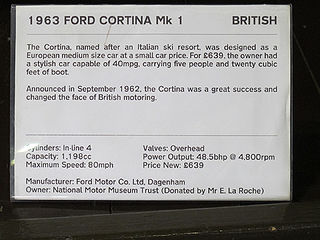 1963 FORD CORTINA Mk 1 BRITISH
The Cortina, named after an Italian ski resort, was designed as a
European medium size car at a small car price. For £639, the owner had
a stylish car capable of 40mpg, carrying five people and twenty cubic
feet of boot.
Announced in September 1962, the Cortina was a great success and
changed the face of British motoring.
Cylinders: In-line 4 Valves: Overhead
Capacity: 1,198cc Power Output: 48.5bhp @ 4,800rpm
Maximum Speed: 80mph Price New: £639
Manufacturer: Ford Motor Co. Ltd, Dagenham
Owner: National Motor Museum Trust (Donated by Mr E. La Roche)